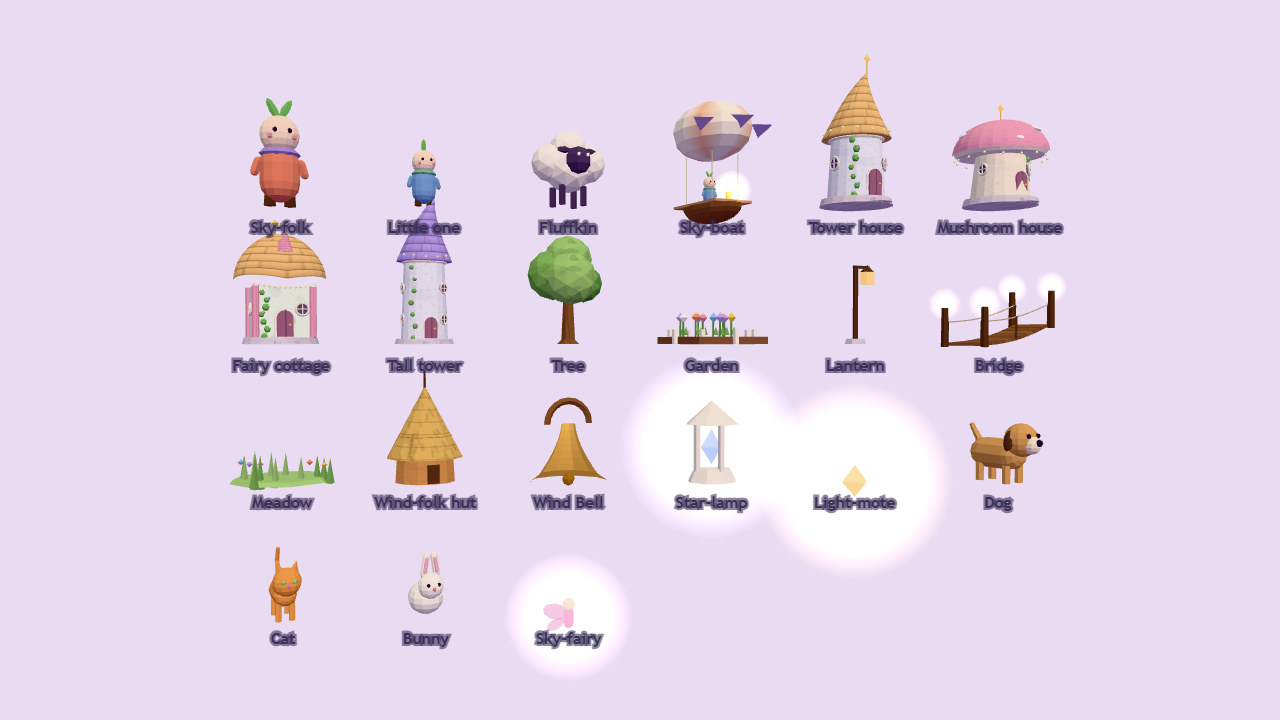 Sky-folk
Little one
Fluffkin
Sky-boat
Tower house
Mushroom house
Fairy cottage
Tall tower
Tree
Garden
Lantern
Bridge
Meadow
Wind-folk hut
Wind Bell
Star-lamp
Light-mote
Dog
Cat
Bunny
Sky-fairy